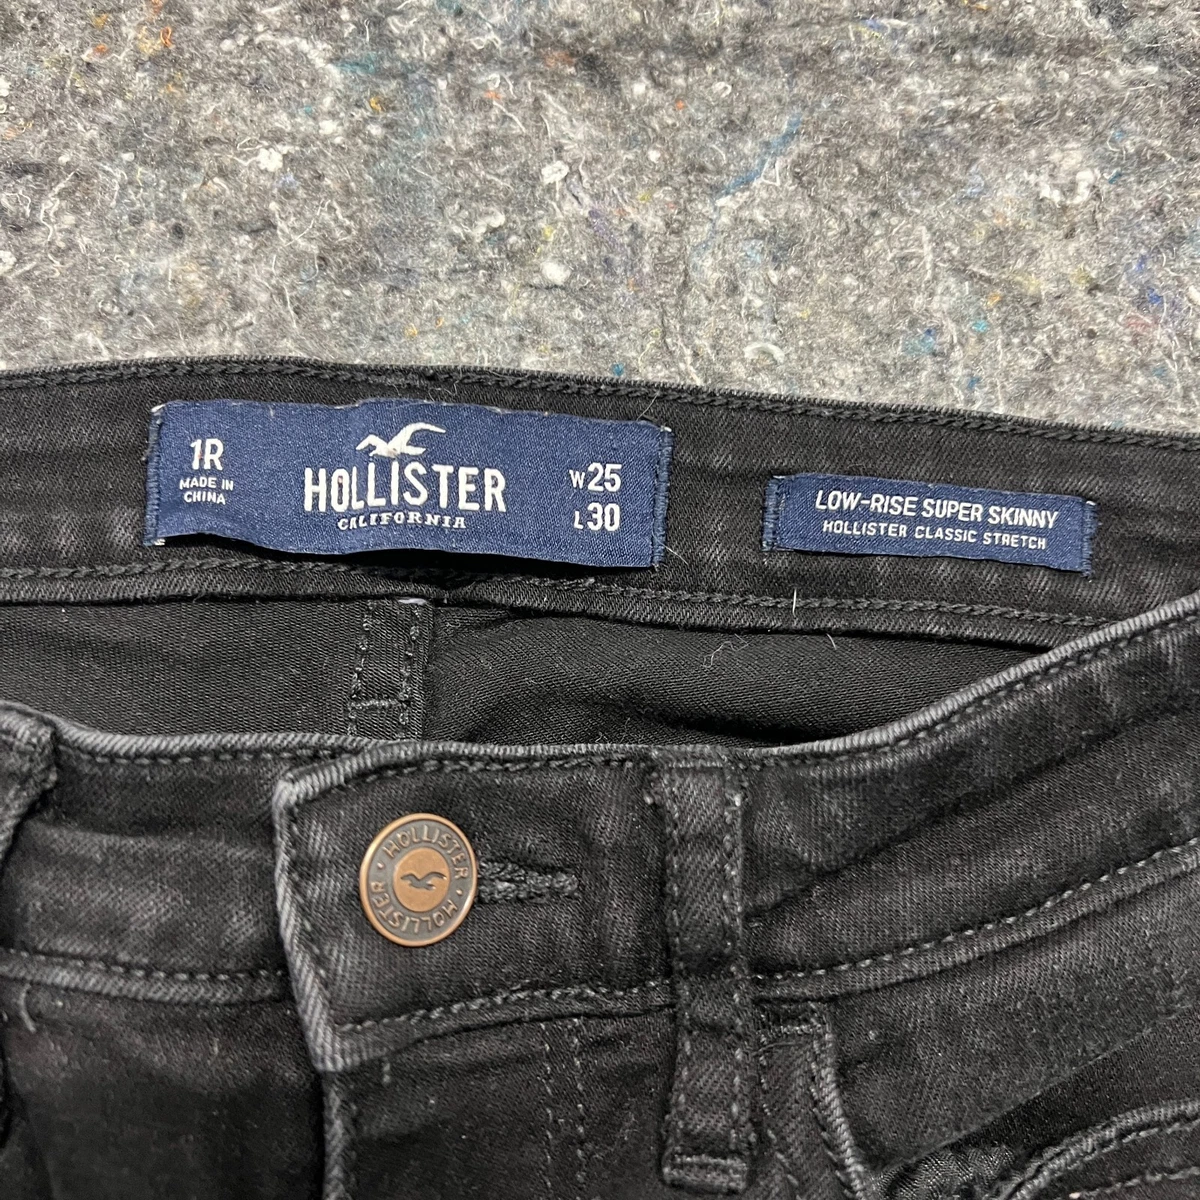 1R
MADE IN
CHINA
HOLLISTER
CALIFORNIA
W25
L30
LOW-RISE SUPER SKINNY
HOLLISTER CLASSIC STRETCH
HOLLISTER · HOLLISTER ·